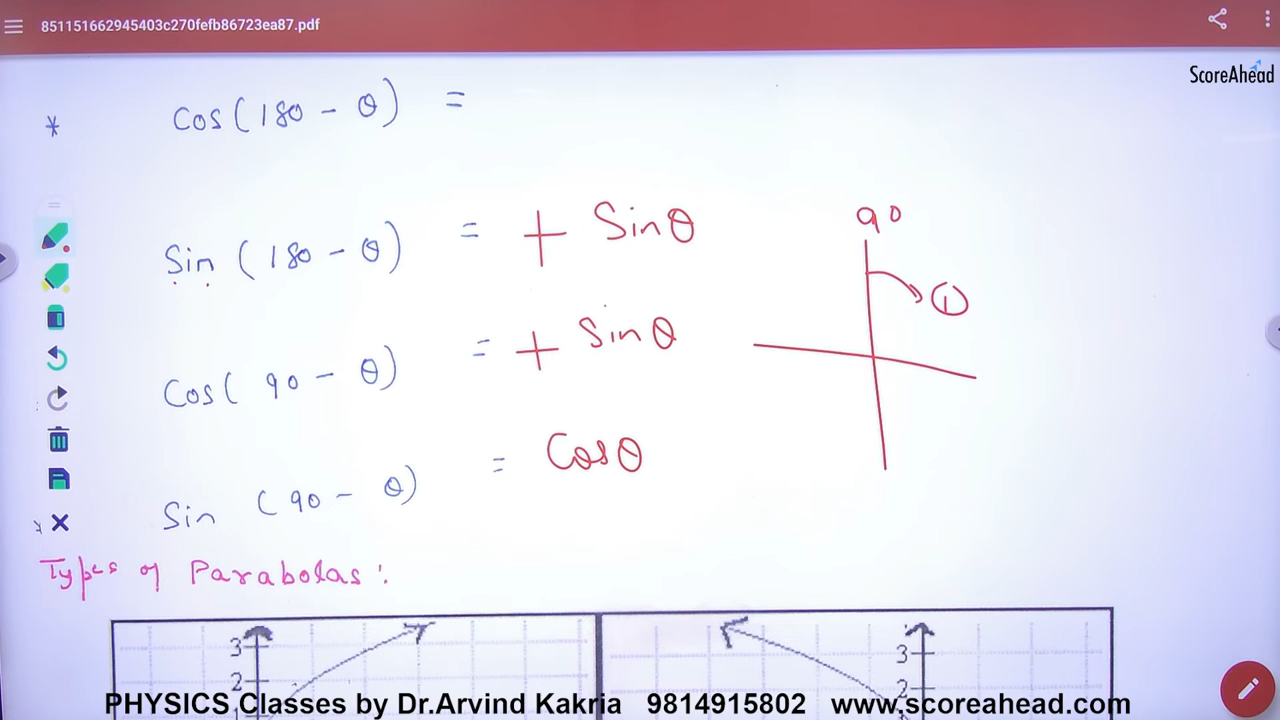 851151662945403c270fefb86723ea87.pdf
ScoreAhead
* Cos(180 - θ) =
Sin (180 - θ) = + Sinθ
90
①
Cos( 90 - θ) = + Sinθ
Sin (90 - θ) = Cosθ
Types of Parabolas:
3
2
3
2
PHYSICS Classes by Dr.Arvind Kakria 9814915802 www.scoreahead.com